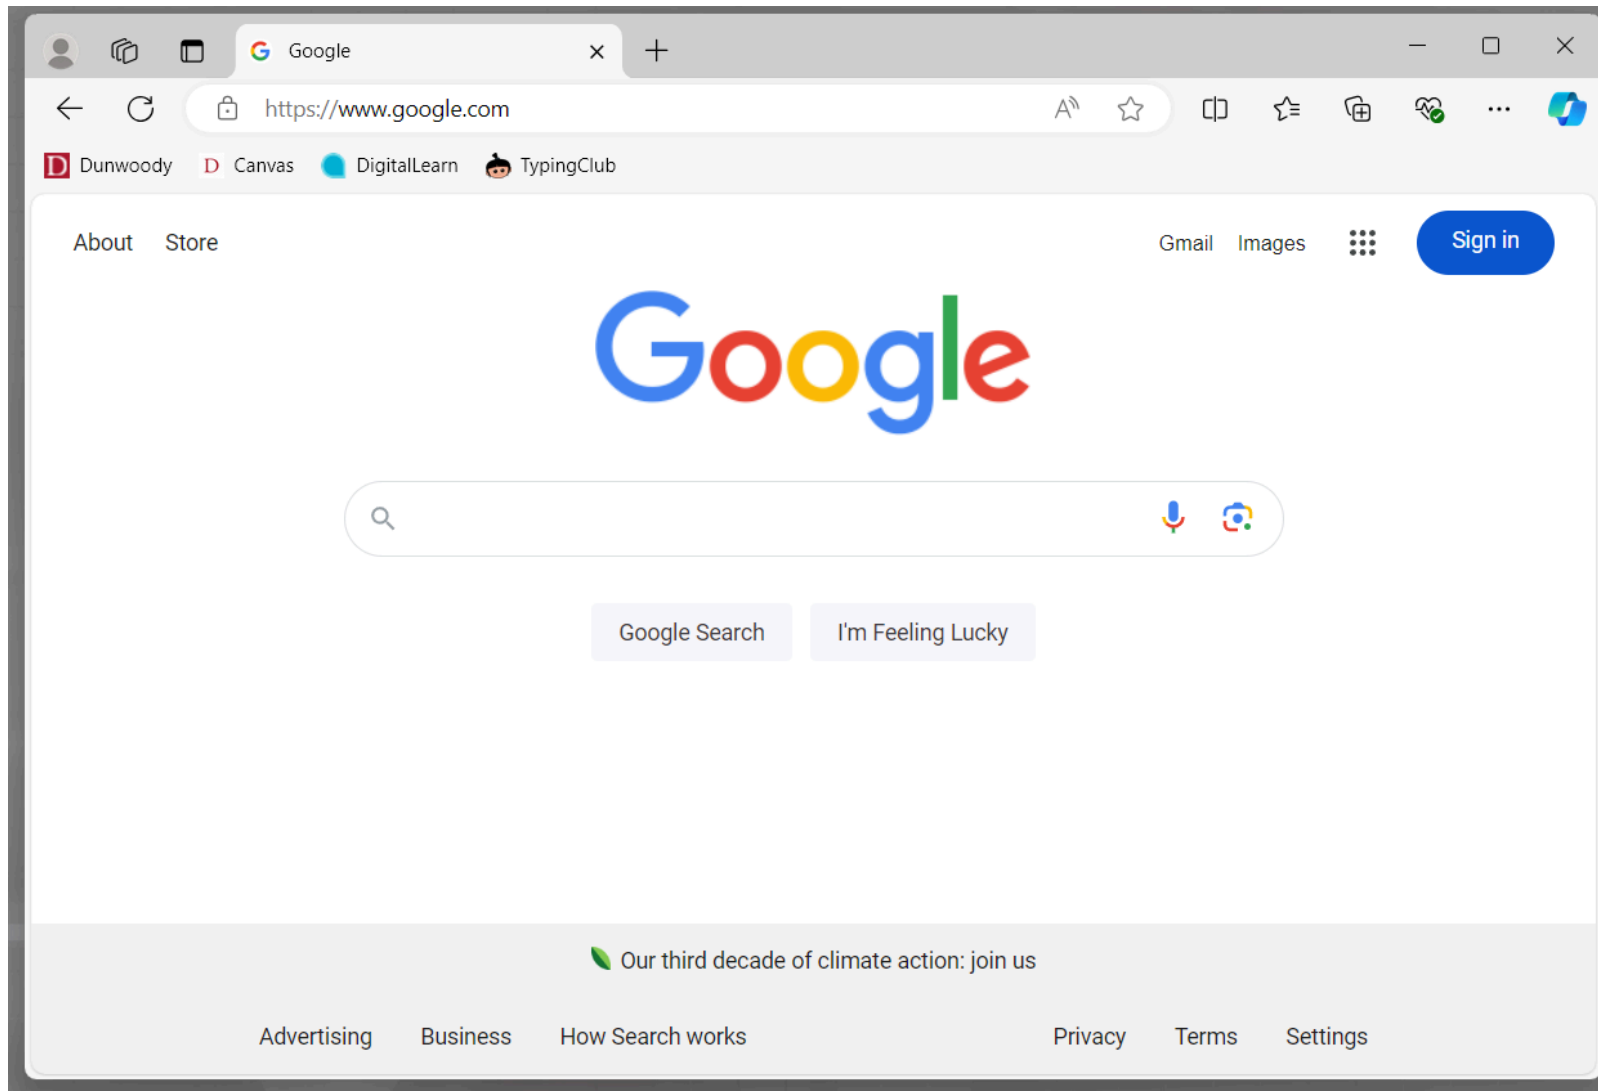 Google
https://www.google.com
D Dunwoody D Canvas DigitalLearn TypingClub
About Store Gmail Images Sign in
Google
Google Search I'm Feeling Lucky
Our third decade of climate action: join us
Advertising Business How Search works Privacy Terms Settings